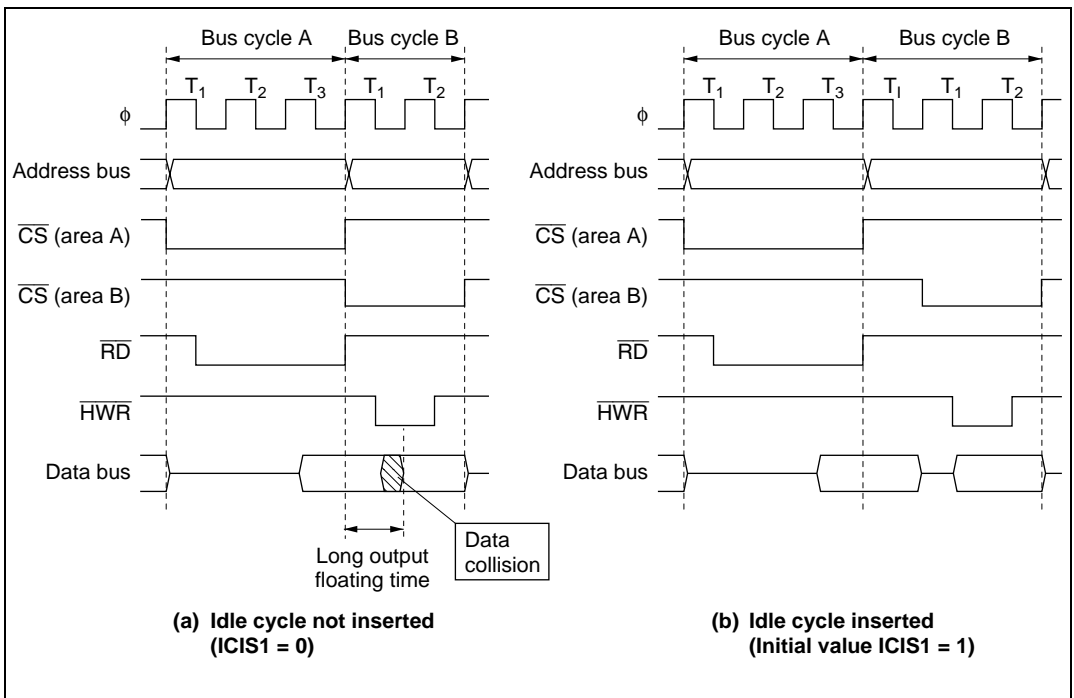 Bus cycle A Bus cycle B
T1 T2 T3 T1 T2
φ
Address bus
CS (area A)
CS (area B)
RD
HWR
Data bus
Long output
floating time
Data
collision
(a) Idle cycle not inserted
(ICIS1 = 0)
Bus cycle A Bus cycle B
T1 T2 T3 TI T1 T2
φ
Address bus
CS (area A)
CS (area B)
RD
HWR
Data bus
(b) Idle cycle inserted
(Initial value ICIS1 = 1)